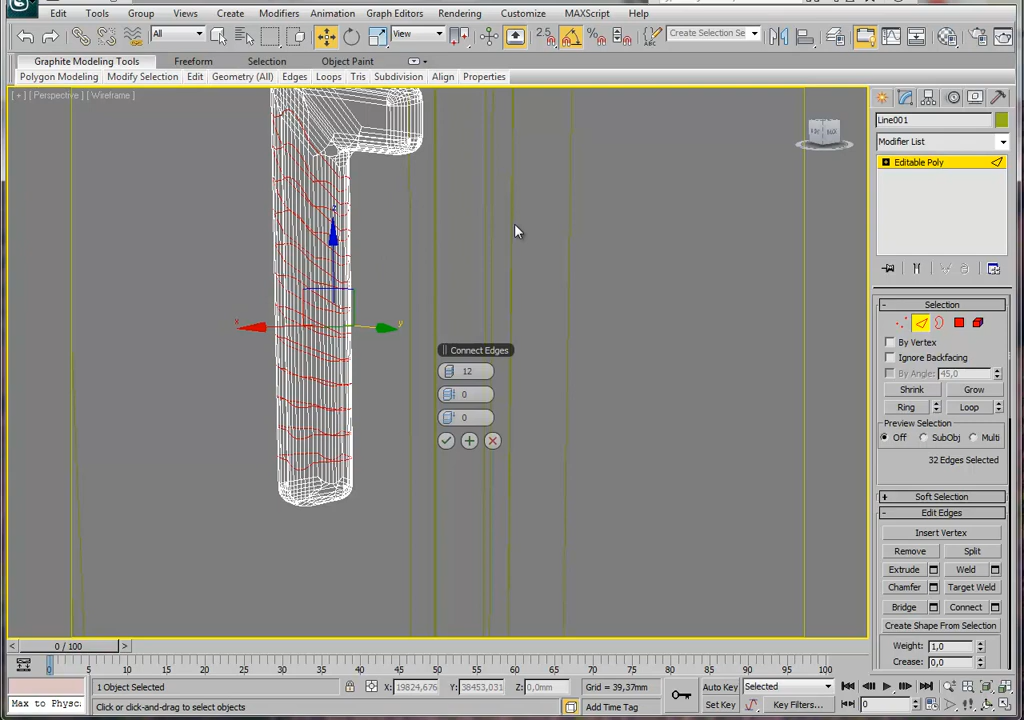 Edit Tools Group Views Create Modifiers Animation Graph Editors Rendering Customize MAXScript Help
All View 2.5 Create Selection Se
Graphite Modeling Tools Freeform Selection Object Paint
Polygon Modeling Modify Selection Edit Geometry (All) Edges Loops Tris Subdivision Align Properties
[ + ] [ Perspective ] [ Wireframe ]
Line001
Modifier List
Editable Poly
x y z
Selection
By Vertex
Ignore Backfacing
By Angle: 45,0
Shrink Grow
Ring Loop
Preview Selection
Off SubObj Multi
32 Edges Selected
Soft Selection
Edit Edges
Insert Vertex
Remove Split
Extrude Weld
Chamfer Target Weld
Bridge Connect
Create Shape From Selection
Weight: 1,0
Crease: 0,0
Connect Edges
12
0
0
< 0 / 100 >
0 5 10 15 20 25 30 35 40 45 50 55 60 65 70 75 80 85 90 95 100
1 Object Selected X: 19824,676 Y: 38453,031 Z: 0,0mm Grid = 39,37mm Auto Key Selected
Max to Physc Click or click-and-drag to select objects Add Time Tag Set Key Key Filters... 0